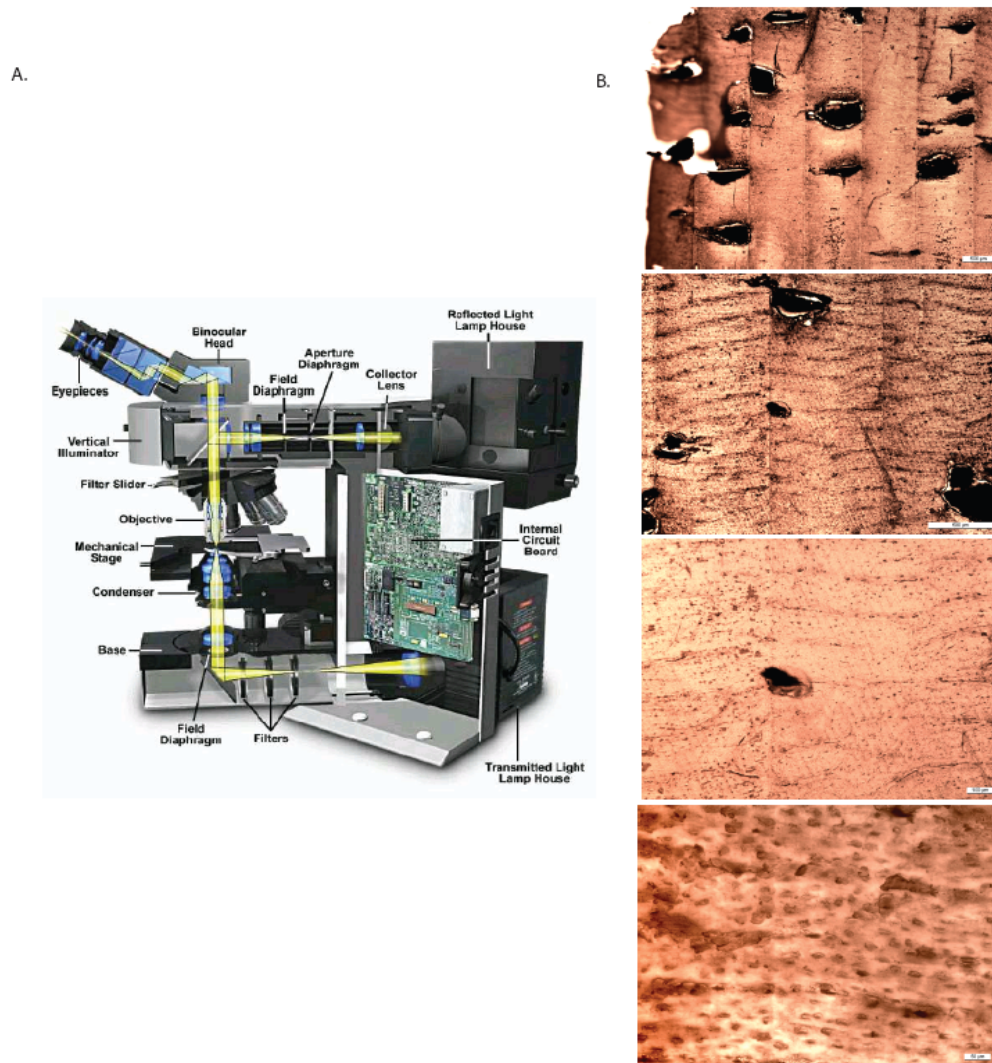 A.
B.
Reflected Light
Lamp House
Binocular
Head
Aperture
Diaphragm
Field
Diaphragm
Collector
Lens
Eyepieces
Vertical
Illuminator
Filter Slider
Objective
Internal
Circuit
Board
Mechanical
Stage
Condenser
Base
Field
Diaphragm
Filters
Transmitted Light
Lamp House